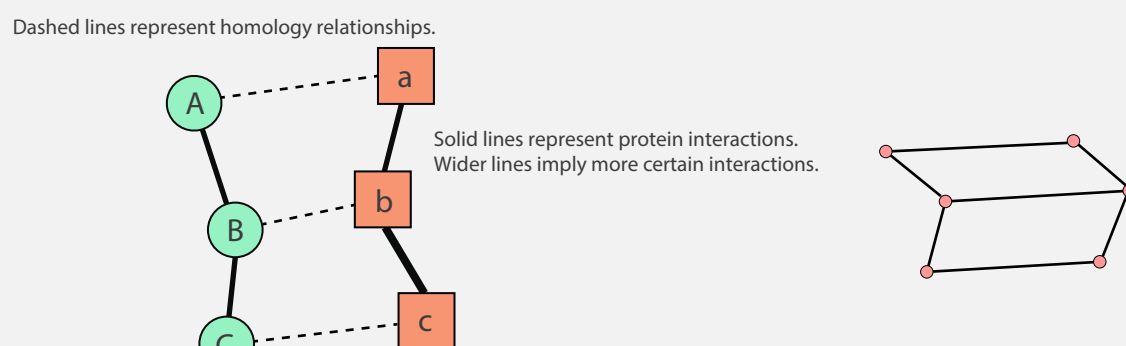 Dashed lines represent homology relationships.
a
A
Solid lines represent protein interactions.
Wider lines imply more certain interactions.
b
B
c
C